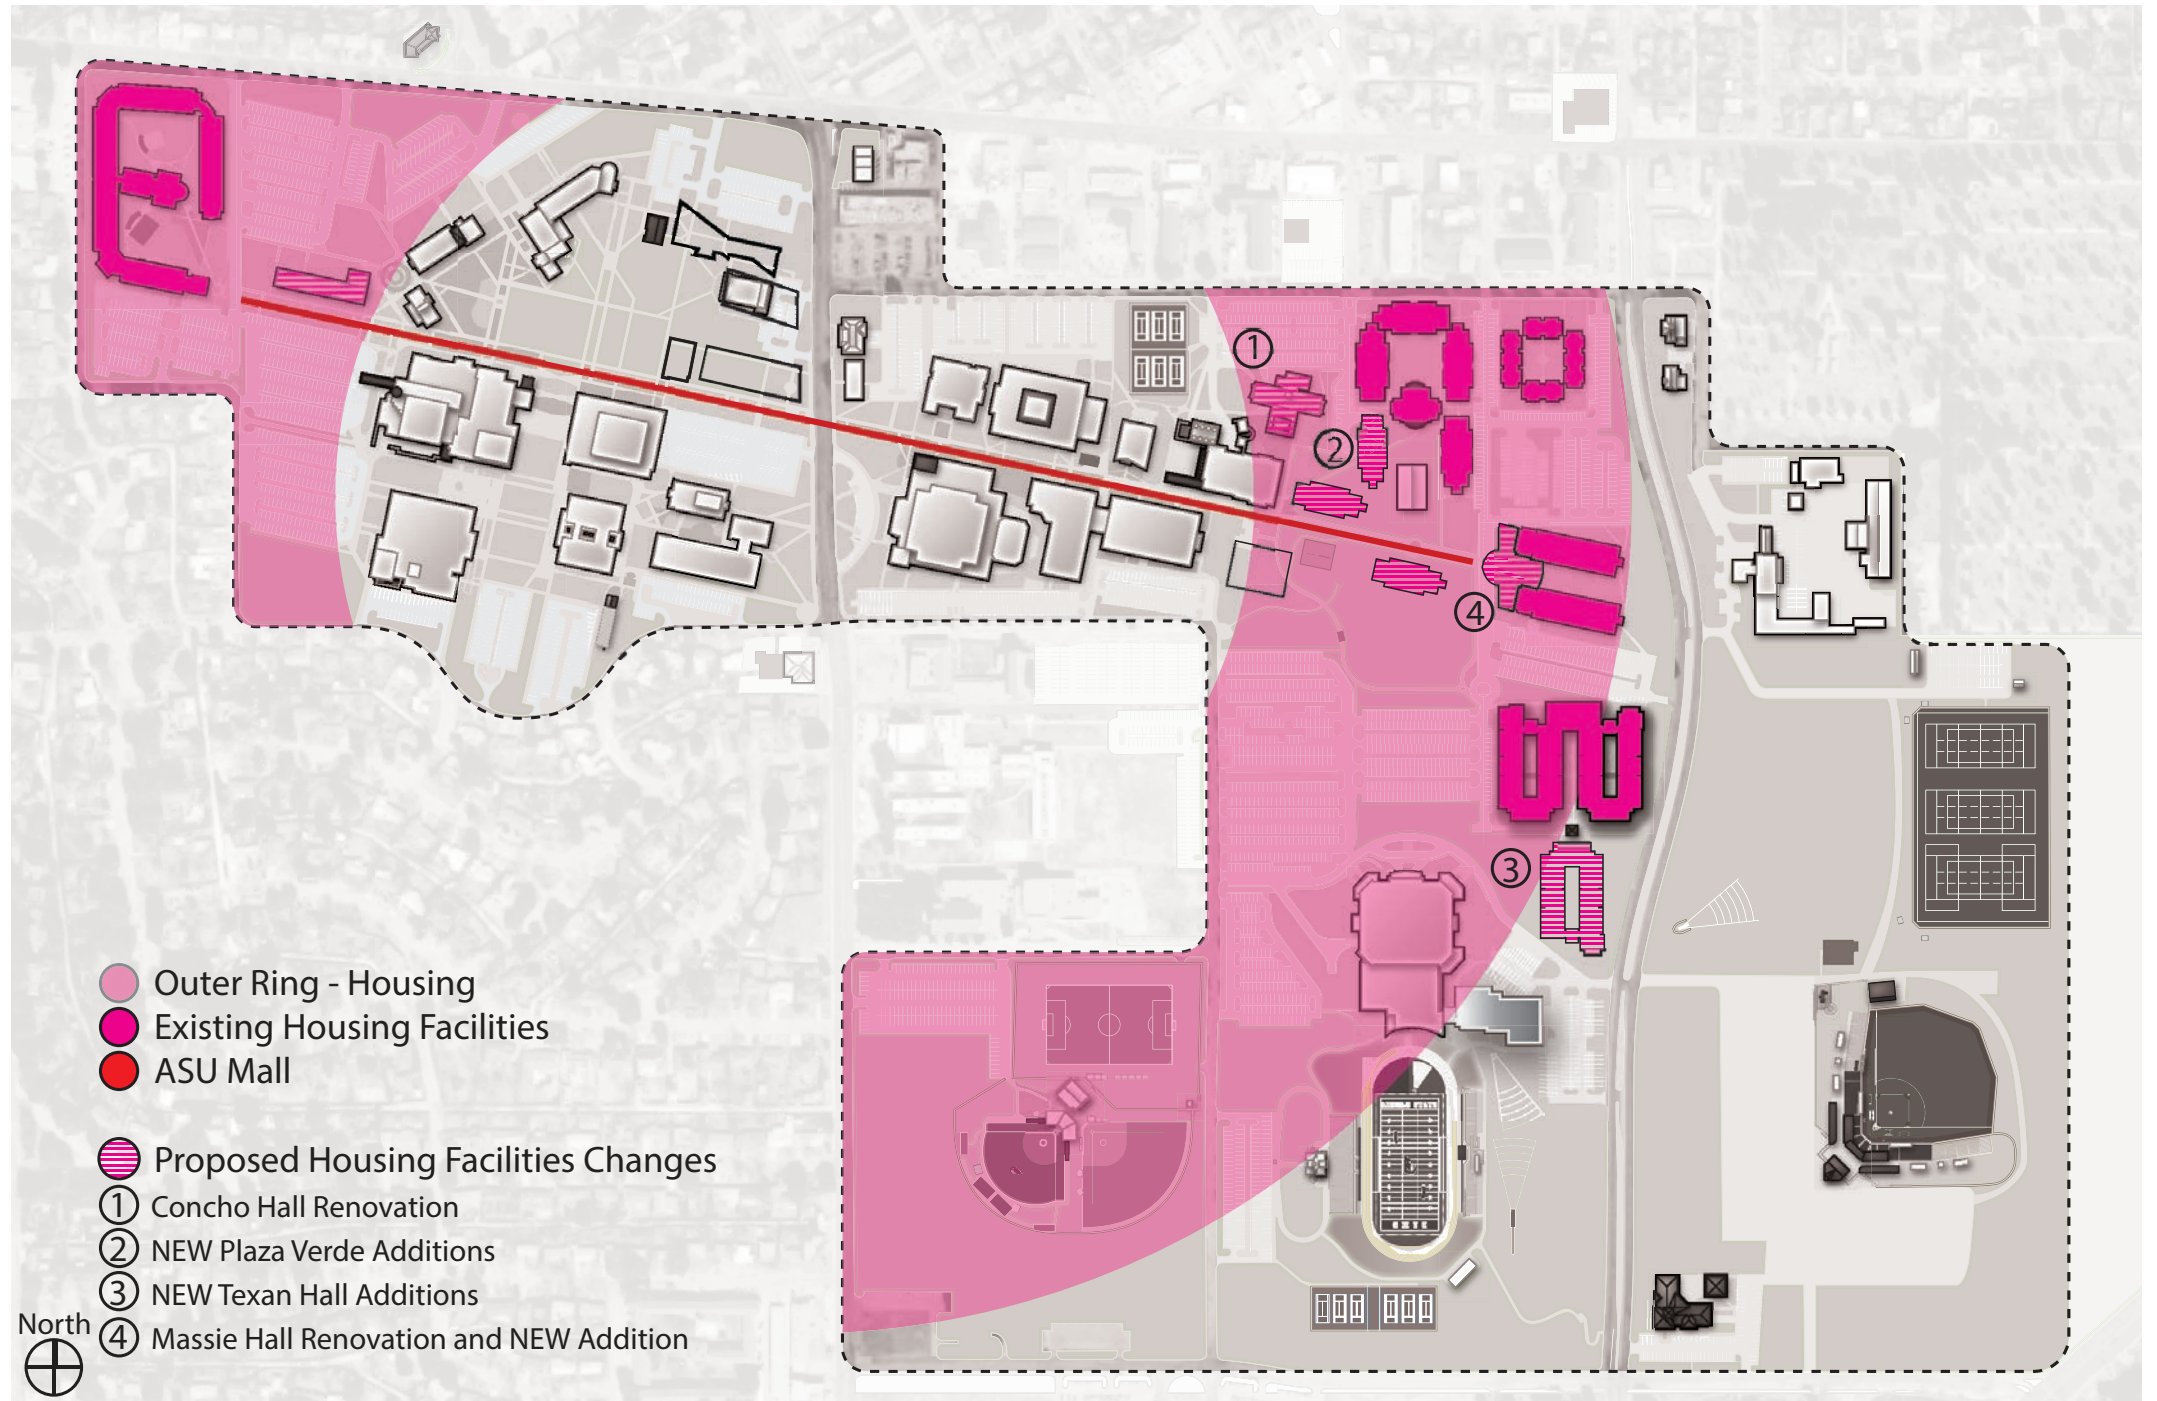 1
2
4
3
Outer Ring - Housing
Existing Housing Facilities
ASU Mall
Proposed Housing Facilities Changes
1 Concho Hall Renovation
2 NEW Plaza Verde Additions
3 NEW Texan Hall Additions
4 Massie Hall Renovation and NEW Addition
North